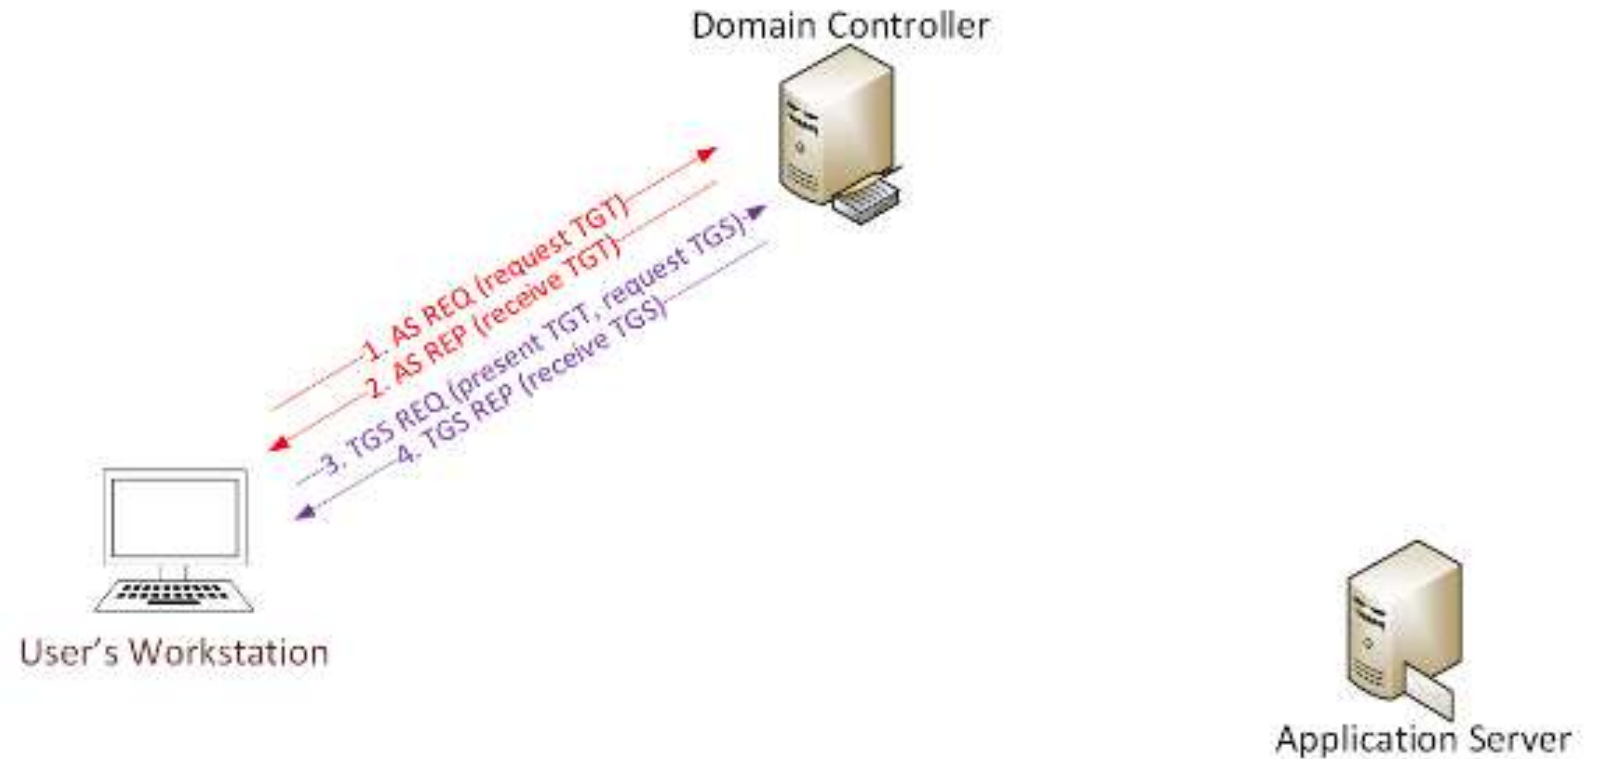 Domain Controller
1. AS REQ (request TGT)
2. AS REP (receive TGT)
3. TGS REQ (present TGT, request TGS)
4. TGS REP (receive TGS)
User's Workstation
Application Server